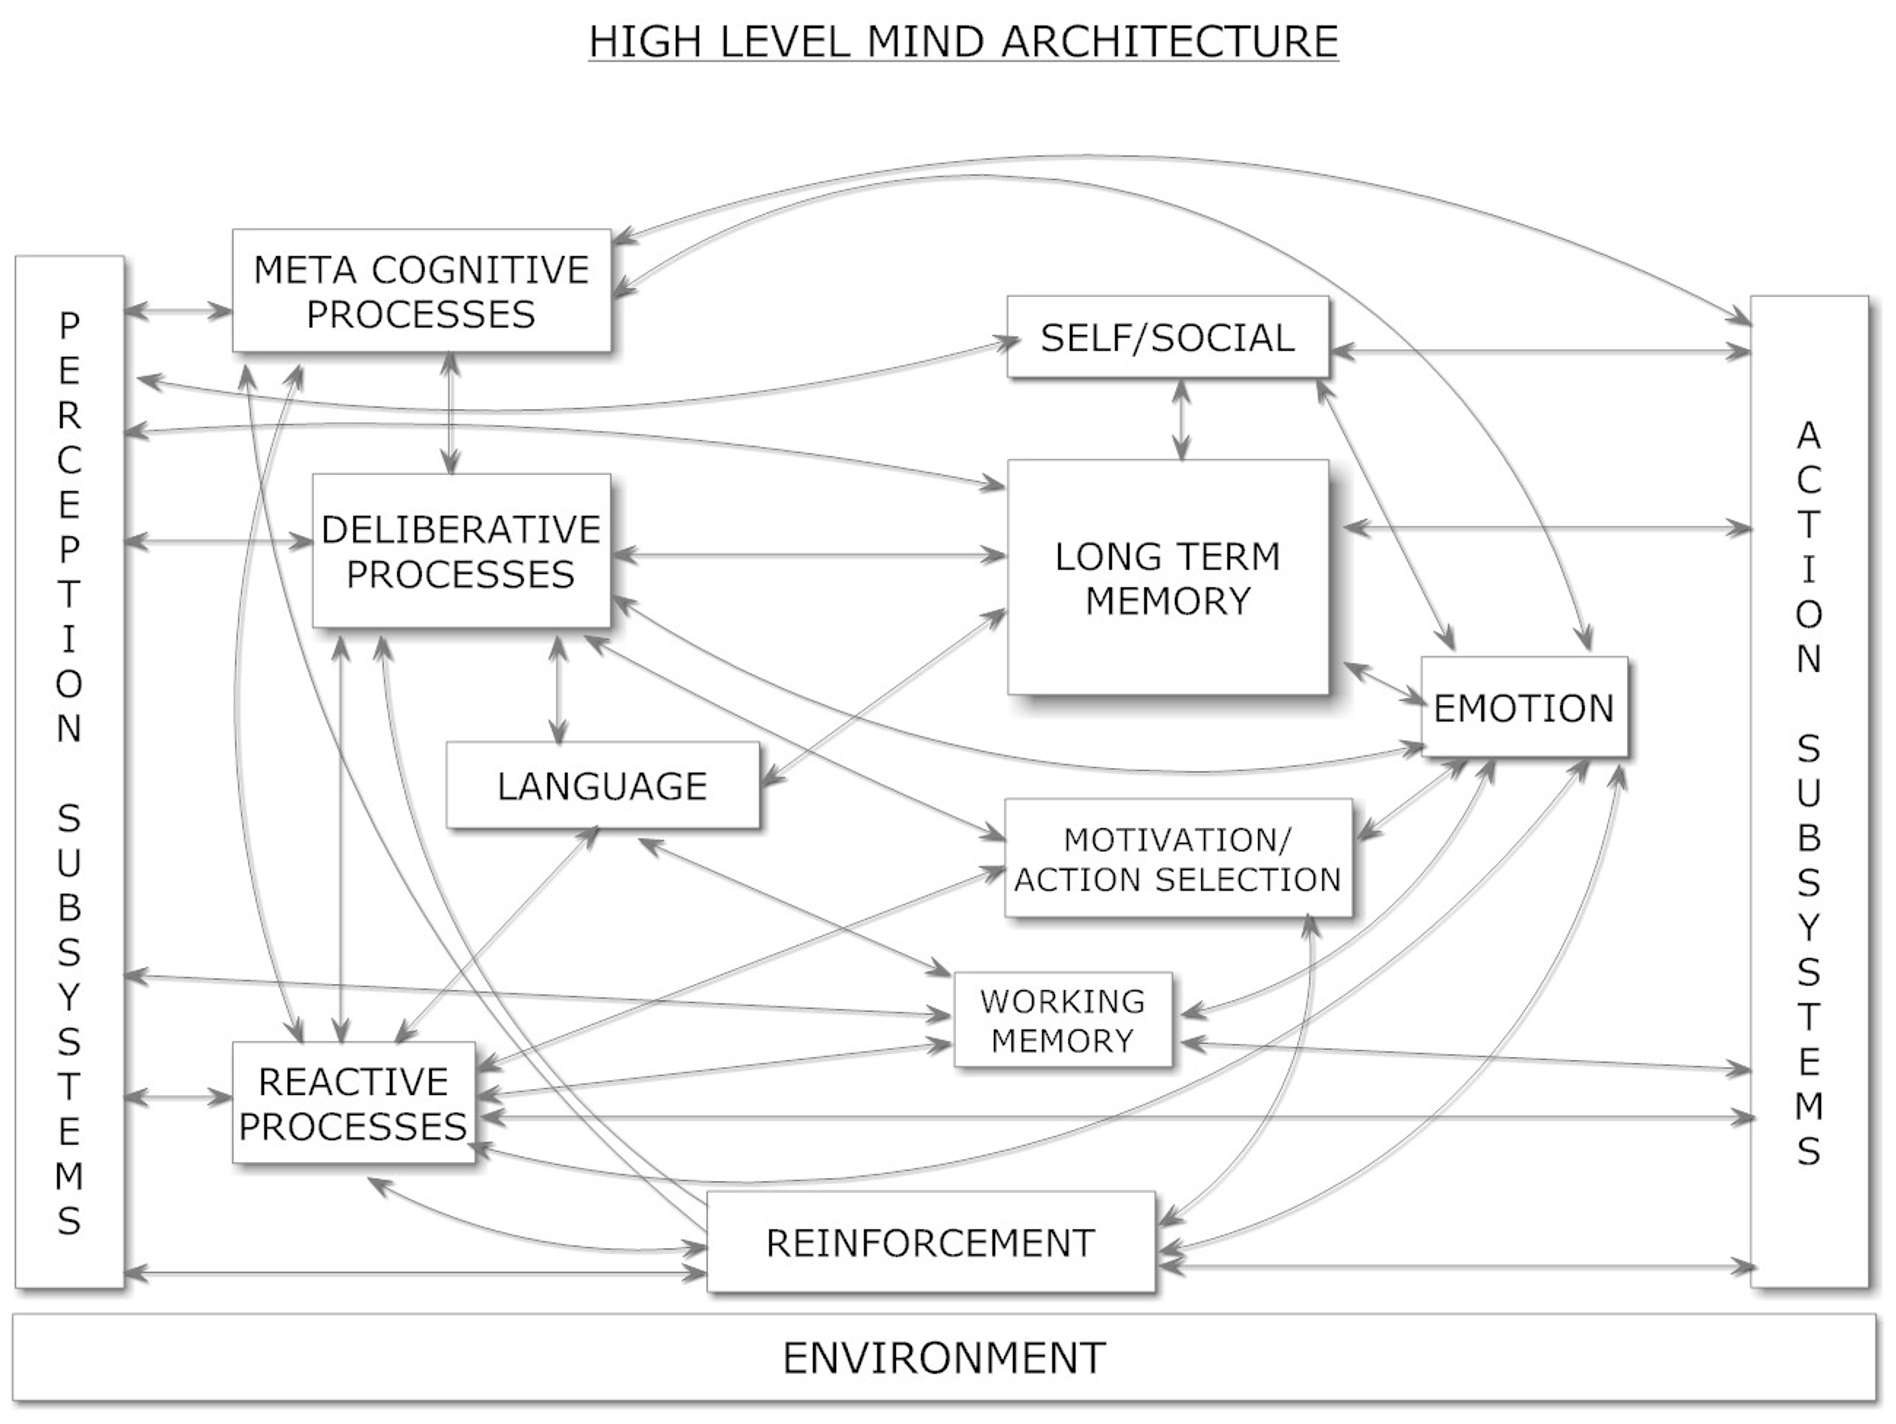 HIGH LEVEL MIND ARCHITECTURE
PERCEPTION SUBSYSTEMS
META COGNITIVE
PROCESSES
SELF/SOCIAL
DELIBERATIVE
PROCESSES
LONG TERM
MEMORY
EMOTION
LANGUAGE
MOTIVATION/
ACTION SELECTION
WORKING
MEMORY
REACTIVE
PROCESSES
REINFORCEMENT
ACTION SUBSYSTEMS
ENVIRONMENT